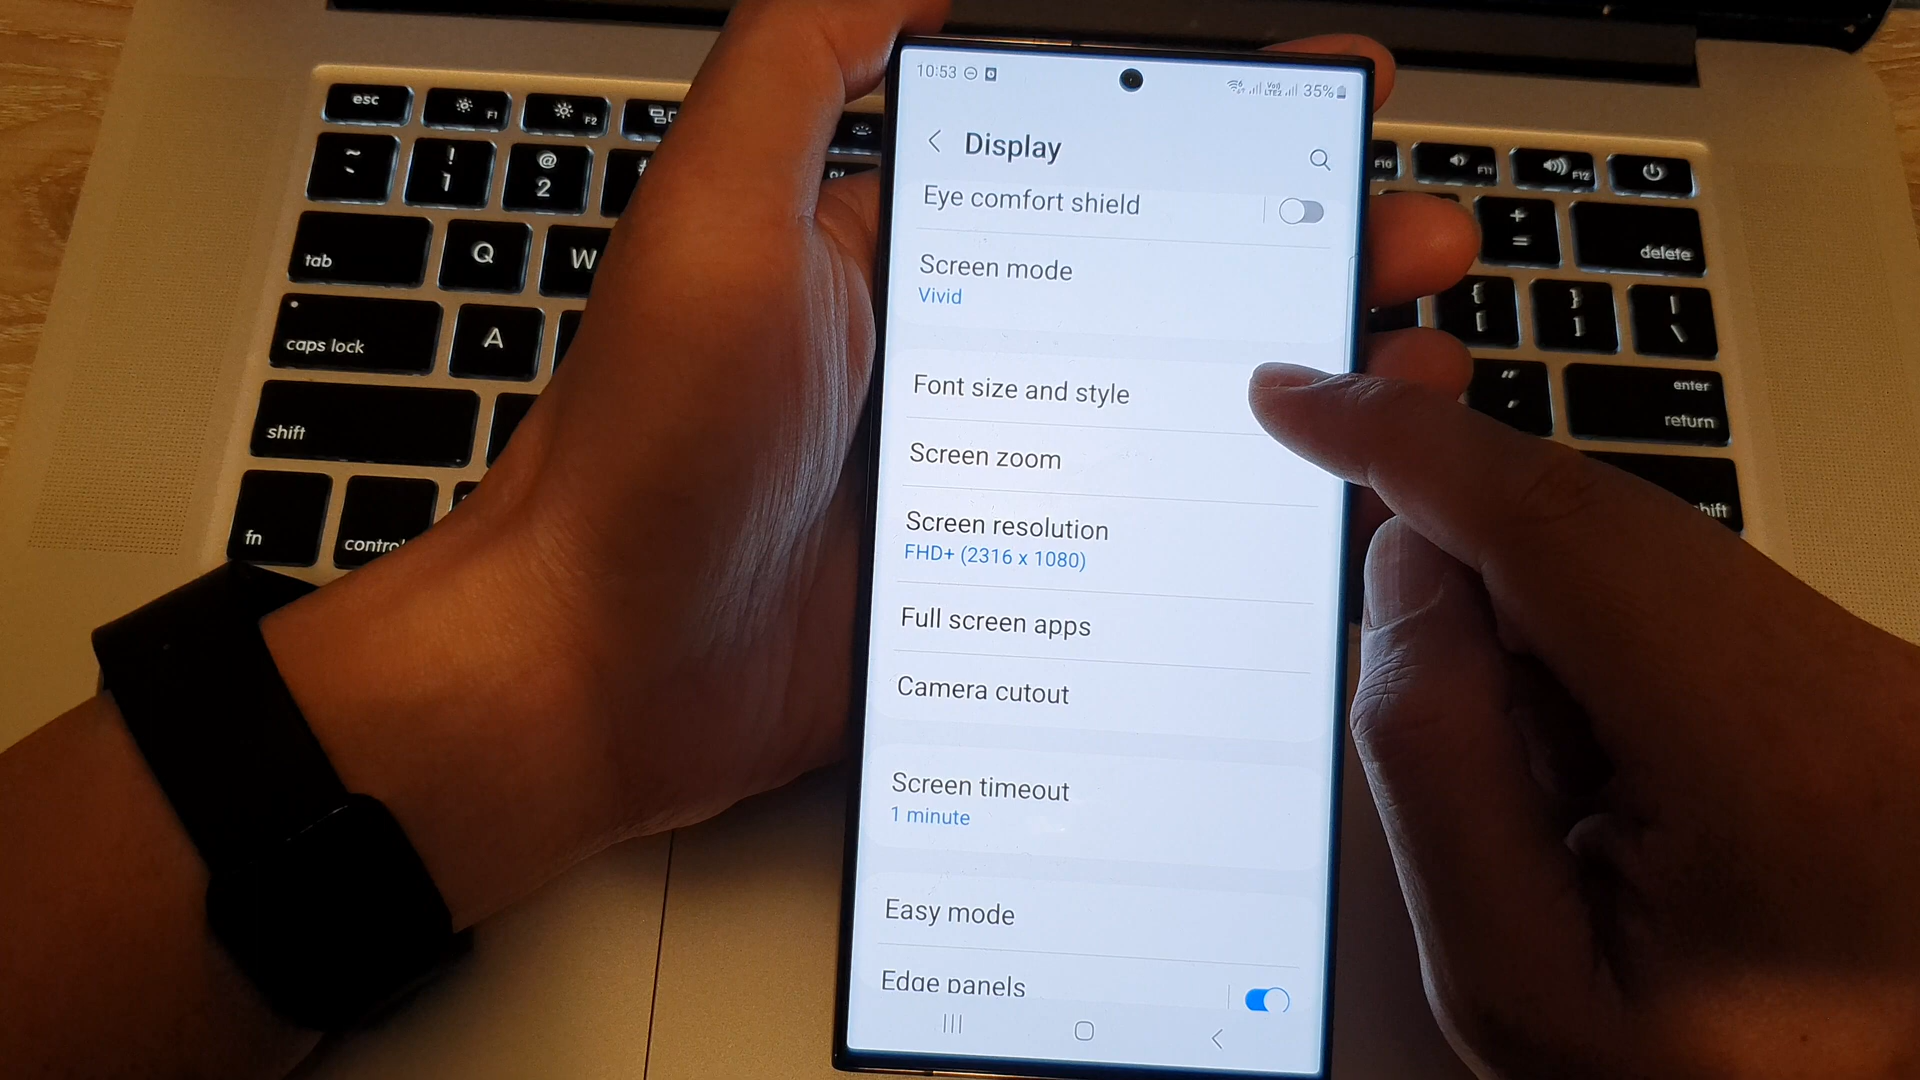 10:53
35%
Display
Eye comfort shield
Screen mode
Vivid
Font size and style
Screen zoom
Screen resolution
FHD+ (2316 x 1080)
Full screen apps
Camera cutout
Screen timeout
1 minute
Easy mode
Edge panels
esc
F1
F2
F10
F11
F12
~
!
1
@
2
+
=
delete
tab
Q
W
{
[
}
]
|
\
caps lock
A
"
'
enter
return
shift
fn